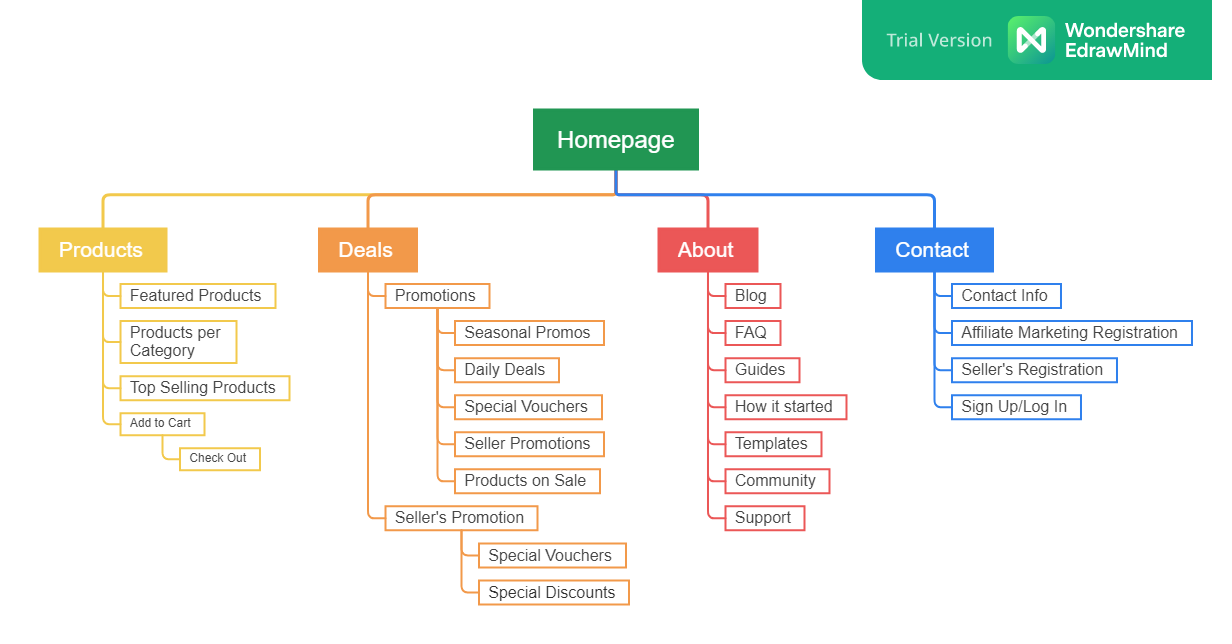 Trial Version
Wondershare
EdrawMind
Homepage
Products
Featured Products
Products per
Category
Top Selling Products
Add to Cart
Check Out
Deals
Promotions
Seasonal Promos
Daily Deals
Special Vouchers
Seller Promotions
Products on Sale
Seller's Promotion
Special Vouchers
Special Discounts
About
Blog
FAQ
Guides
How it started
Templates
Community
Support
Contact
Contact Info
Affiliate Marketing Registration
Seller's Registration
Sign Up/Log In